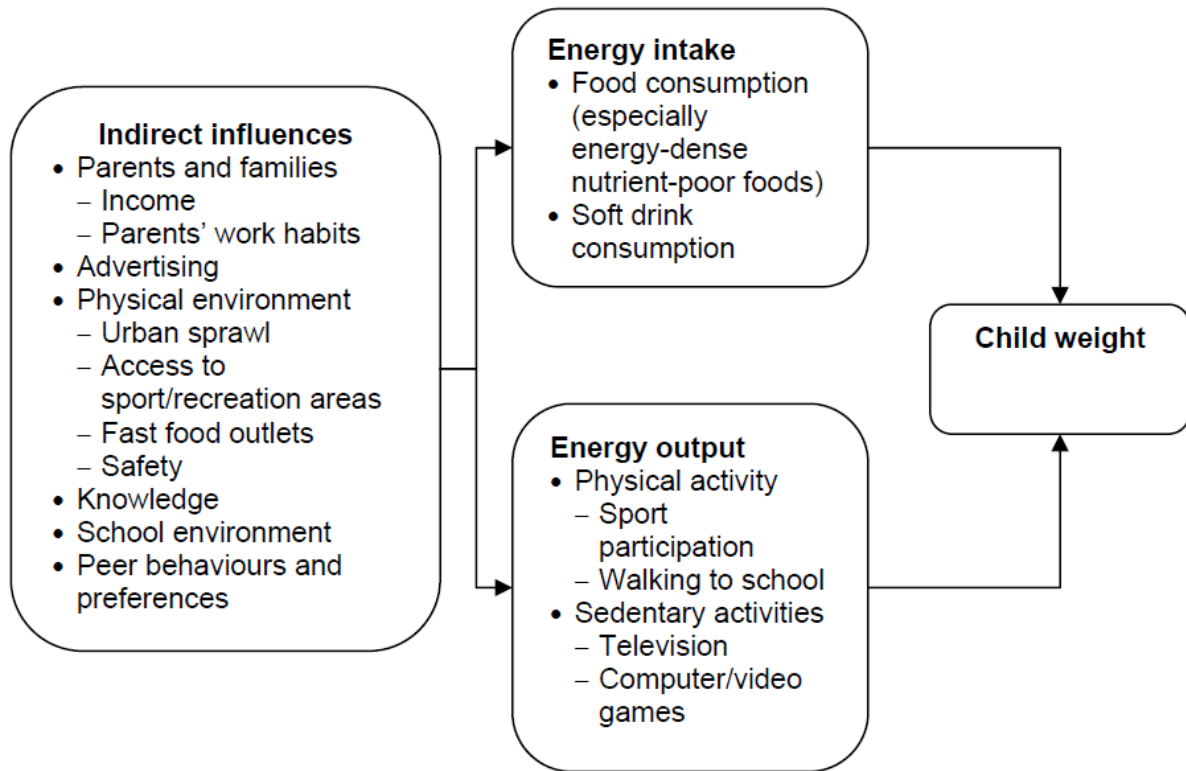 Indirect influences
• Parents and families
– Income
– Parents’ work habits
• Advertising
• Physical environment
– Urban sprawl
– Access to
sport/recreation areas
– Fast food outlets
– Safety
• Knowledge
• School environment
• Peer behaviours and
preferences
Energy intake
• Food consumption
(especially
energy-dense
nutrient-poor foods)
• Soft drink
consumption
Energy output
• Physical activity
– Sport
participation
– Walking to school
• Sedentary activities
– Television
– Computer/video
games
Child weight